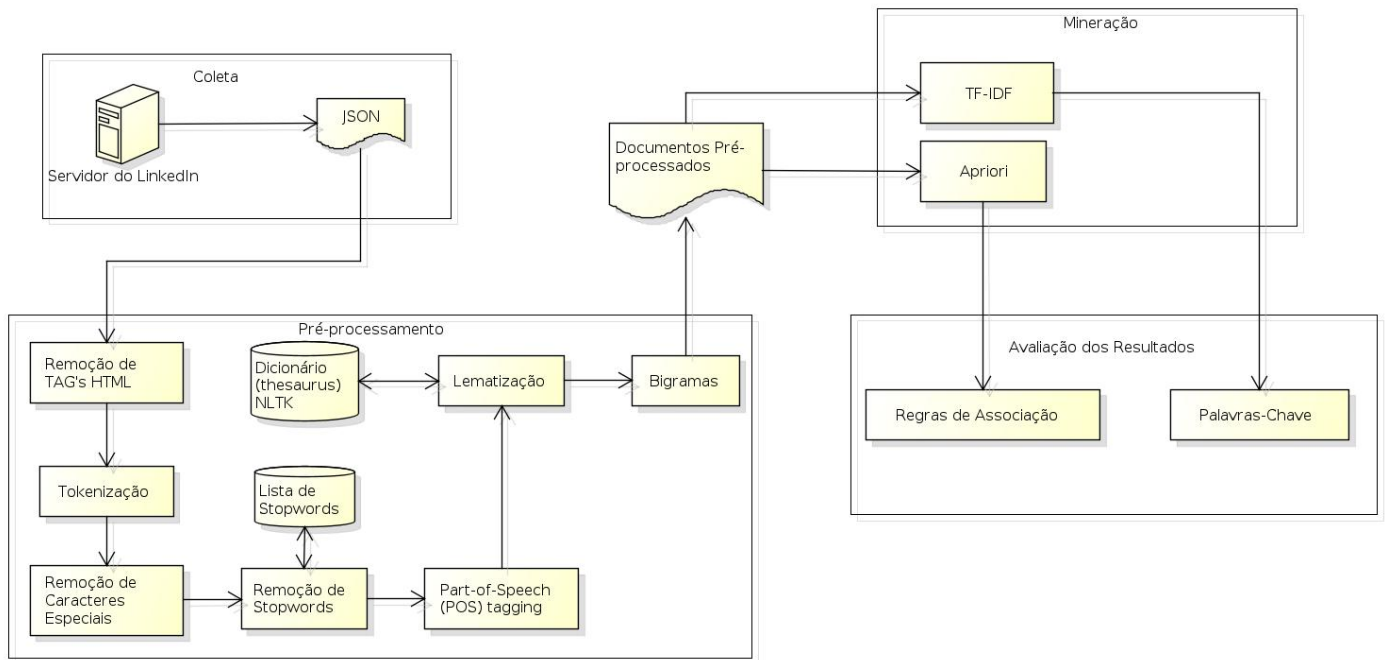 Coleta
Servidor do LinkedIn
JSON
Pré-processamento
Remoção de
TAG's HTML
Tokenização
Remoção de
Caracteres
Especiais
Dicionário
(thesaurus)
NLTK
Lista de
Stopwords
Remoção de
Stopwords
Part-of-Speech
(POS) tagging
Lematização
Bigramas
Documentos Pré-
processados
Mineração
TF-IDF
Apriori
Avaliação dos Resultados
Regras de Associação
Palavras-Chave